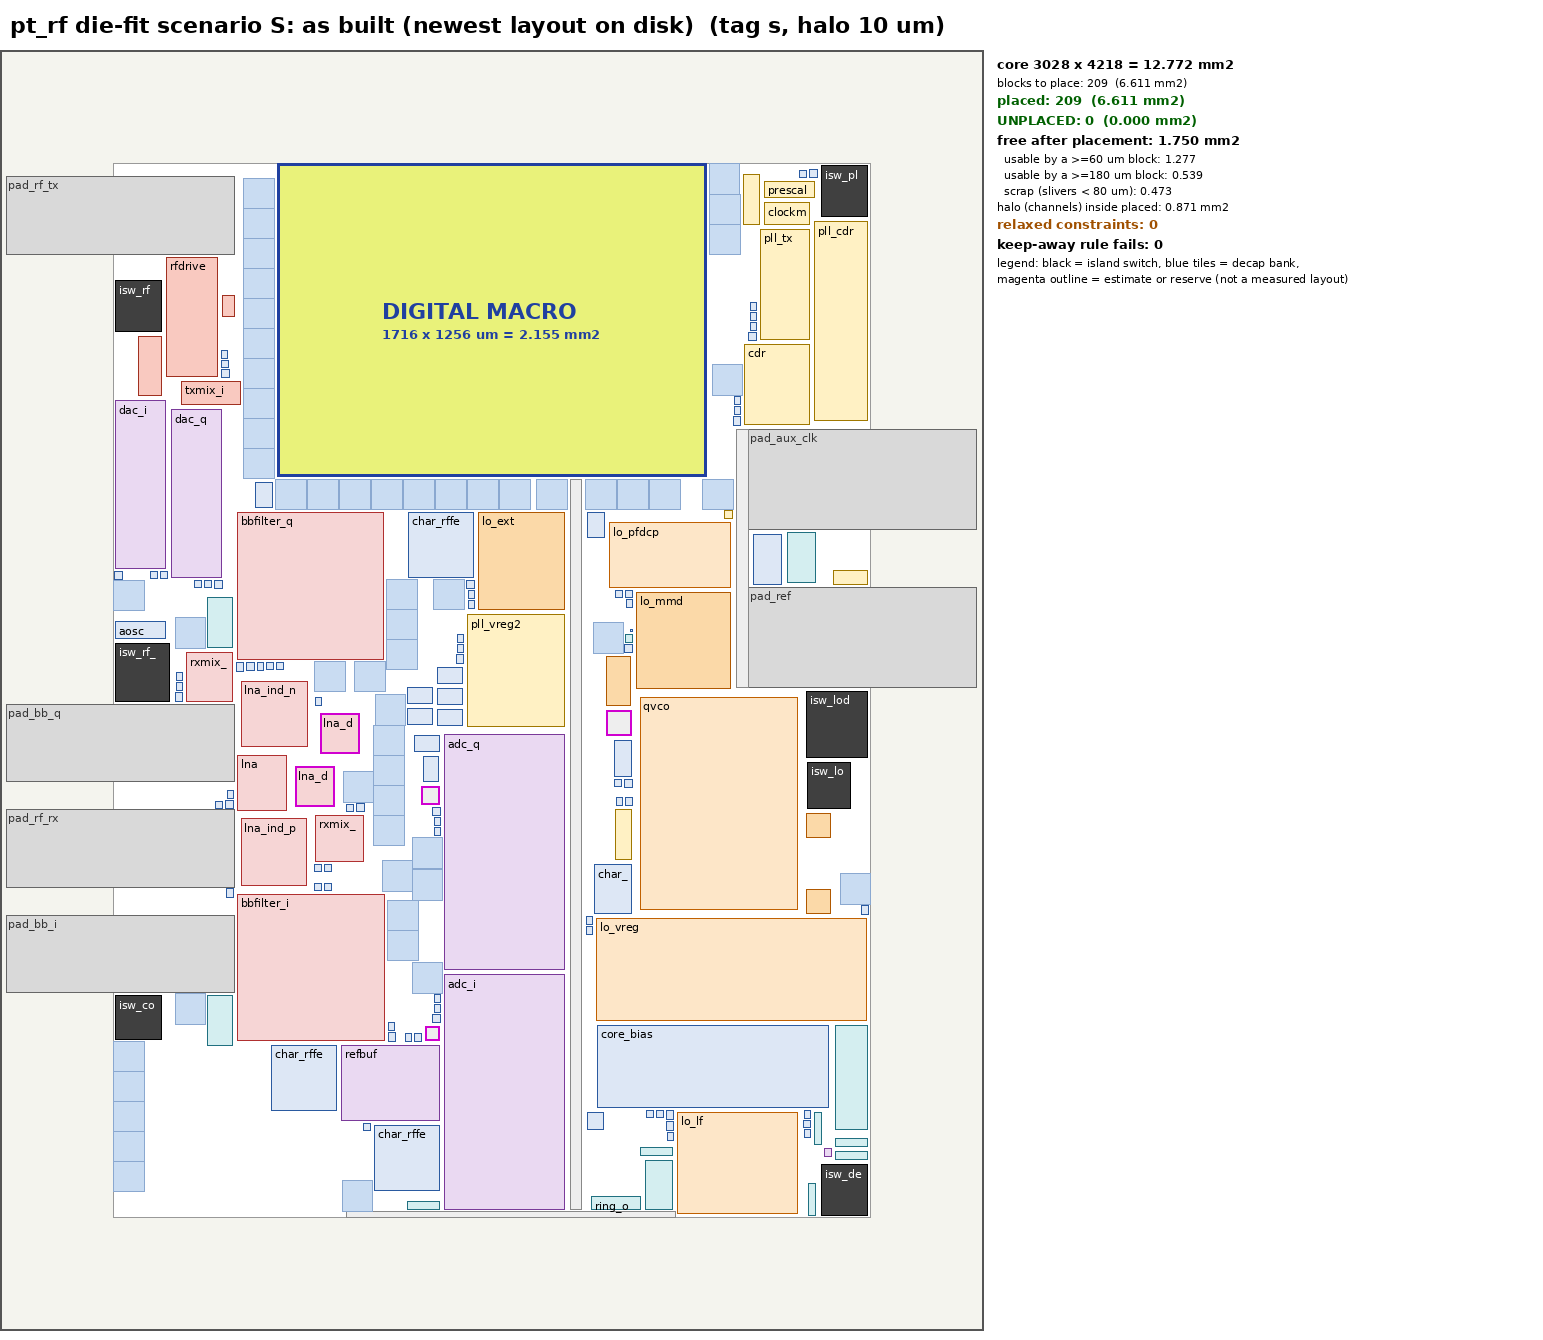 pt_rf die-fit scenario S: as built (newest layout on disk)  (tag s, halo 10 um)
core 3028 x 4218 = 12.772 mm2
blocks to place: 209  (6.611 mm2)
placed: 209  (6.611 mm2)
UNPLACED: 0  (0.000 mm2)
free after placement: 1.750 mm2
usable by a >=60 um block: 1.277
usable by a >=180 um block: 0.539
scrap (slivers < 80 um): 0.473
halo (channels) inside placed: 0.871 mm2
relaxed constraints: 0
keep-away rule fails: 0
legend: black = island switch, blue tiles = decap bank,
magenta outline = estimate or reserve (not a measured layout)
pad_rf_tx
isw_pl
prescal
clockm
pll_tx
pll_cdr
rfdrive
isw_rf
DIGITAL MACRO
1716 x 1256 um = 2.155 mm2
cdr
txmix_i
dac_i
dac_q
pad_aux_clk
bbfilter_q
char_rffe
lo_ext
lo_pfdcp
pad_ref
lo_mmd
pll_vreg2
aosc
isw_rf_
rxmix_
lna_ind_n
lna_d
isw_lod
qvco
pad_bb_q
adc_q
lna
lna_d
isw_lo
pad_rf_rx
lna_ind_p
rxmix_
char_
bbfilter_i
pad_bb_i
lo_vreg
adc_i
isw_co
core_bias
char_rffe
refbuf
lo_lf
char_rffe
isw_de
ring_o